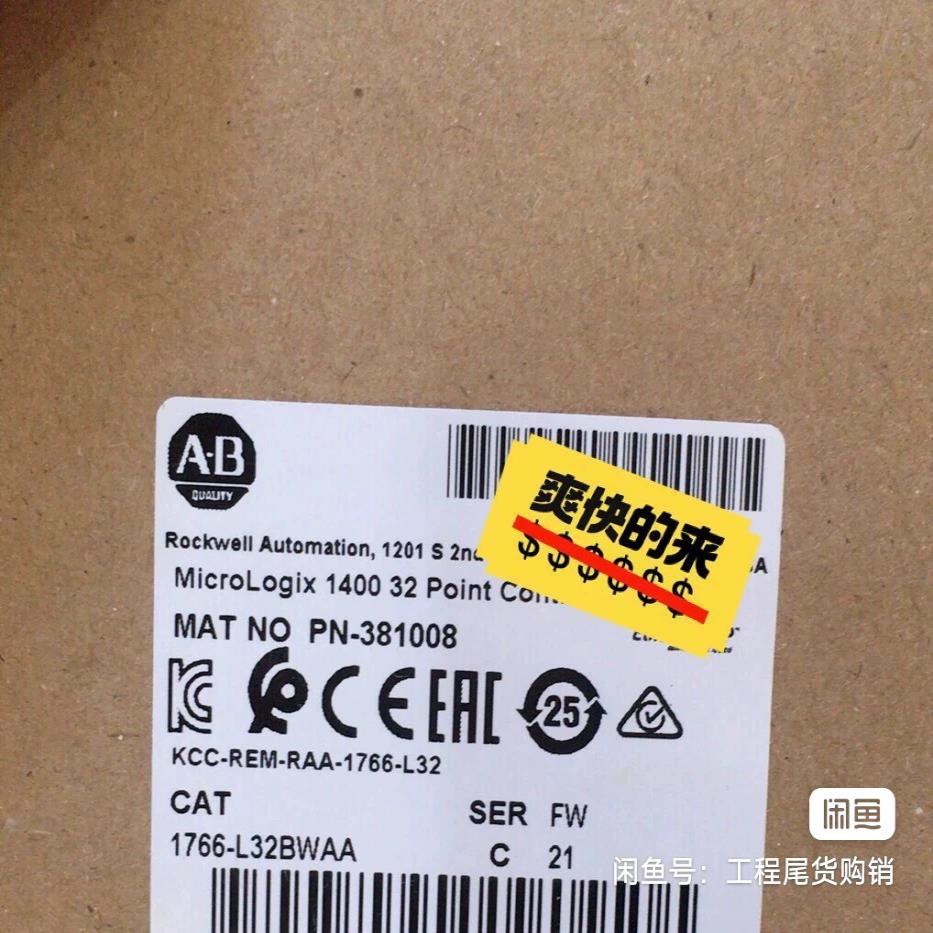 A·B
QUALITY
Rockwell Automation, 1201 S 2nd
MicroLogix 1400 32 Point
爽快的来
$$$$$$
MAT NO PN-381008
CE EAC 25
KCC-REM-RAA-1766-L32
CAT SER FW
1766-L32BWAA C 21
闲鱼
闲鱼号：工程尾货购销